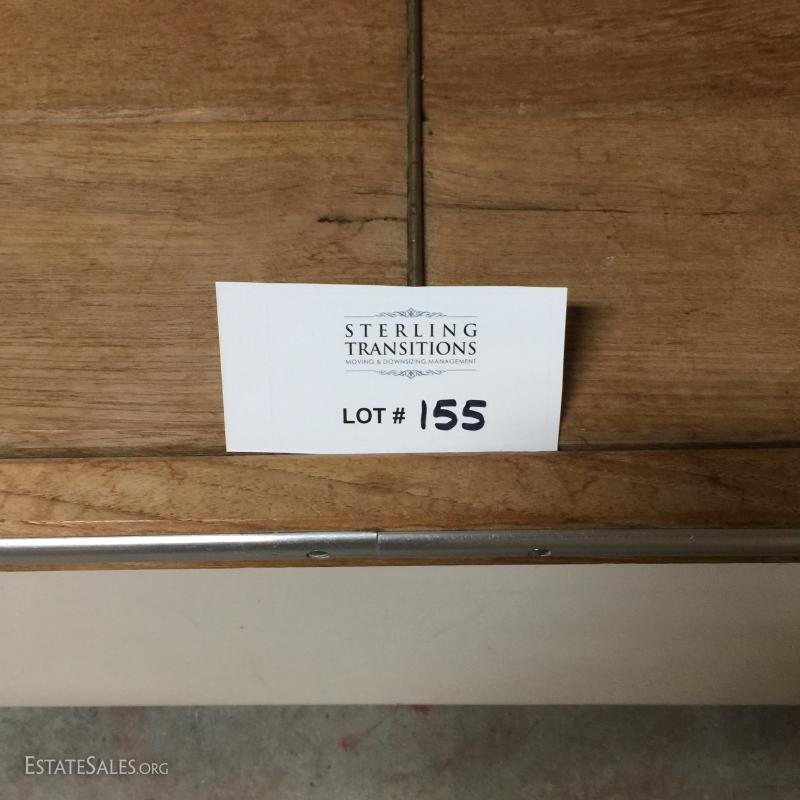 STERLING
TRANSITIONS
MOVING & DOWNSIZING MANAGEMENT
LOT # 155
ESTATESALES.ORG